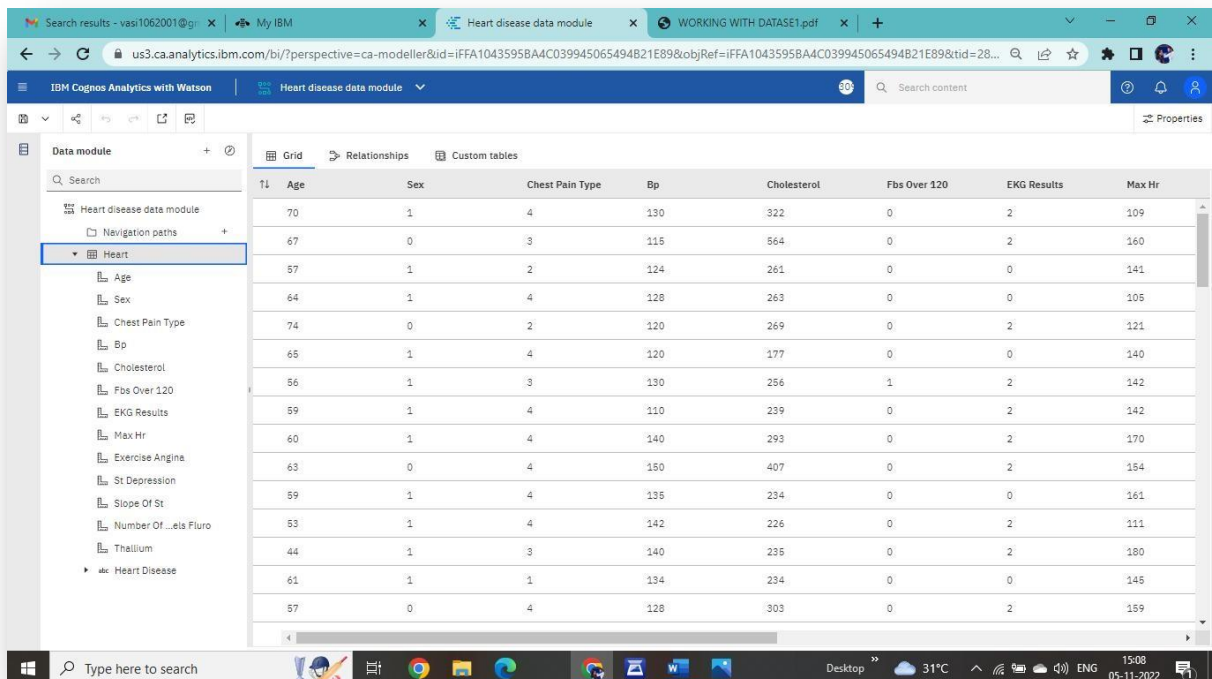 Search results - vasi1062001@gm
My IBM
Heart disease data module
WORKING WITH DATASE1.pdf
us3.ca.analytics.ibm.com/bi/?perspective=ca-modeller&id=iFFA1043595BA4C039945065494B21E89&objRef=iFFA1043595BA4C039945065494B21E89&tid=28...
IBM Cognos Analytics with Watson
Heart disease data module
Search content
Properties
Data module
Grid Relationships Custom tables
Search
Heart disease data module
Navigation paths
Heart
Age
Sex
Chest Pain Type
Bp
Cholesterol
Fbs Over 120
EKG Results
Max Hr
Exercise Angina
St Depression
Slope Of St
Number Of ...els Fluro
Thallium
abc Heart Disease
Age Sex Chest Pain Type Bp Cholesterol Fbs Over 120 EKG Results Max Hr
70 1 4 130 322 0 2 109
67 0 3 115 564 0 2 160
57 1 2 124 261 0 0 141
64 1 4 128 263 0 0 105
74 0 2 120 269 0 2 121
65 1 4 120 177 0 0 140
56 1 3 130 256 1 2 142
59 1 4 110 239 0 2 142
60 1 4 140 293 0 2 170
63 0 4 150 407 0 2 154
59 1 4 135 234 0 0 161
53 1 4 142 226 0 2 111
44 1 3 140 235 0 2 180
61 1 1 134 234 0 0 145
57 0 4 128 303 0 2 159
Type here to search
Desktop
31°C
ENG
15:08
05-11-2022